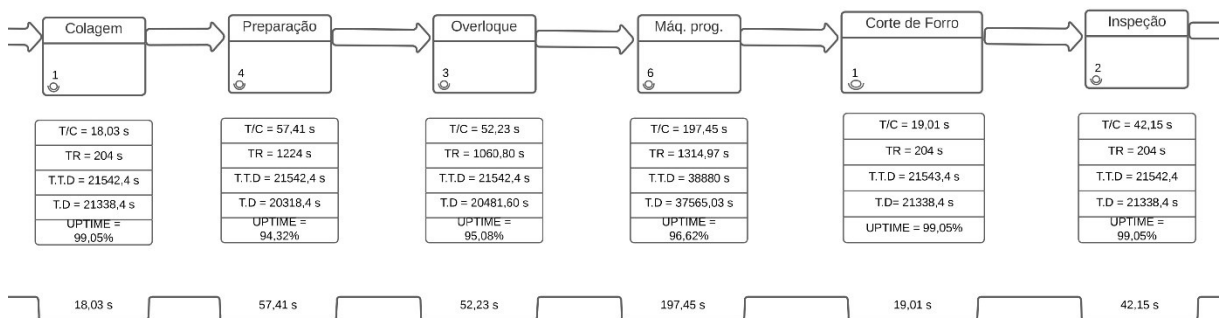 Colagem
1
T/C = 18,03 s
TR = 204 s
T.T.D = 21542,4 s
T.D = 21338,4 s
UPTIME =
99,05%
18,03 s
Preparação
4
T/C = 57,41 s
TR = 1224 s
T.T.D = 21542,4 s
T.D = 20318,4 s
UPTIME =
94,32%
57,41 s
Overloque
3
T/C = 52,23 s
TR = 1060,80 s
T.T.D = 21542,4 s
T.D = 20481,60 s
UPTIME =
95,08%
52,23 s
Máq. prog.
6
T/C = 197,45 s
TR = 1314,97 s
T.T.D = 38880 s
T.D = 37565,03 s
UPTIME =
96,62%
197,45 s
Corte de Forro
1
T/C = 19,01 s
TR = 204 s
T.T.D = 21543,4 s
T.D= 21338,4 s
UPTIME = 99,05%
19,01 s
Inspeção
2
T/C = 42,15 s
TR = 204 s
T.T.D = 21542,4
T.D = 21338,4 s
UPTIME =
99,05%
42,15 s